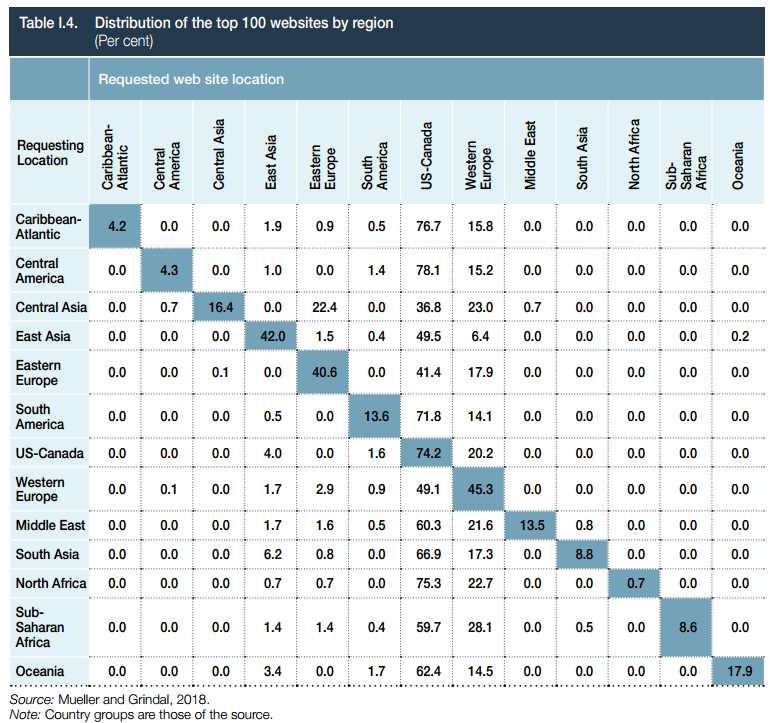 Table I.4. Distribution of the top 100 websites by region
(Per cent)
Requested web site location
Requesting
Location
Caribbean-
Atlantic
Central
America
Central Asia
East Asia
Eastern
Europe
South
America
US-Canada
Western
Europe
Middle East
South Asia
North Africa
Sub-
Saharan
Africa
Oceania
Caribbean-
Atlantic
4.2 0.0 0.0 1.9 0.9 0.5 76.7 15.8 0.0 0.0 0.0 0.0 0.0
Central
America
0.0 4.3 0.0 1.0 0.0 1.4 78.1 15.2 0.0 0.0 0.0 0.0 0.0
Central Asia 0.0 0.7 16.4 0.0 22.4 0.0 36.8 23.0 0.7 0.0 0.0 0.0 0.0
East Asia 0.0 0.0 0.0 42.0 1.5 0.4 49.5 6.4 0.0 0.0 0.0 0.0 0.2
Eastern
Europe
0.0 0.0 0.1 0.0 40.6 0.0 41.4 17.9 0.0 0.0 0.0 0.0 0.0
South
America
0.0 0.0 0.0 0.5 0.0 13.6 71.8 14.1 0.0 0.0 0.0 0.0 0.0
US-Canada 0.0 0.0 0.0 4.0 0.0 1.6 74.2 20.2 0.0 0.0 0.0 0.0 0.0
Western
Europe
0.0 0.1 0.0 1.7 2.9 0.9 49.1 45.3 0.0 0.0 0.0 0.0 0.0
Middle East 0.0 0.0 0.0 1.7 1.6 0.5 60.3 21.6 13.5 0.8 0.0 0.0 0.0
South Asia 0.0 0.0 0.0 6.2 0.8 0.0 66.9 17.3 0.0 8.8 0.0 0.0 0.0
North Africa 0.0 0.0 0.0 0.7 0.7 0.0 75.3 22.7 0.0 0.0 0.7 0.0 0.0
Sub-
Saharan
Africa
0.0 0.0 0.0 1.4 1.4 0.4 59.7 28.1 0.0 0.5 0.0 8.6 0.0
Oceania 0.0 0.0 0.0 3.4 0.0 1.7 62.4 14.5 0.0 0.0 0.0 0.0 17.9
Source: Mueller and Grindal, 2018.
Note: Country groups are those of the source.